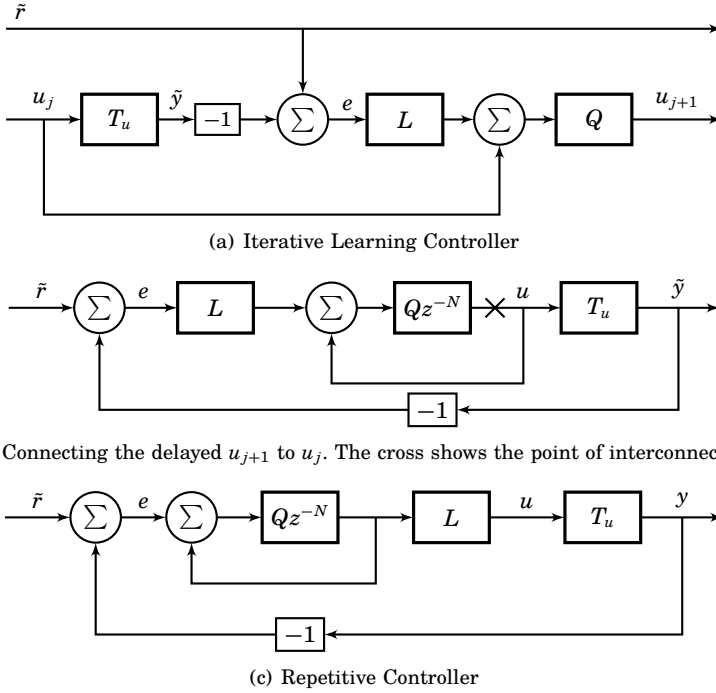 r̃
u_j T_u ỹ −1 ∑ e L ∑ Q u_{j+1}
(a) Iterative Learning Controller
r̃ ∑ e L ∑ Qz^{−N} u T_u ỹ
−1
Connecting the delayed u_{j+1} to u_j. The cross shows the point of interconnec
r̃ ∑ e ∑ Qz^{−N} L u T_u y
−1
(c) Repetitive Controller